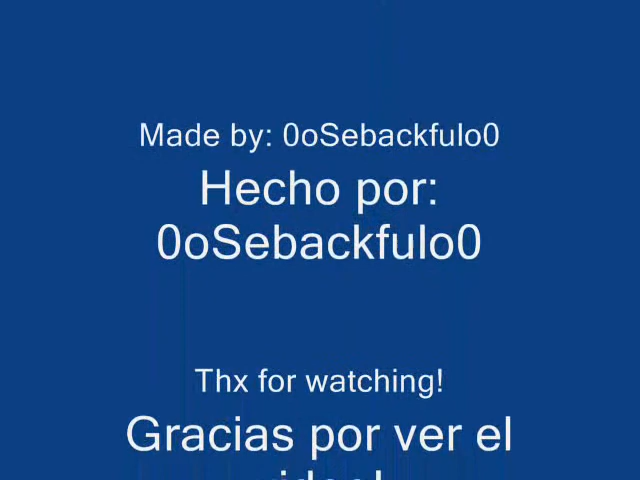 Made by: 0oSebackfulo0
Hecho por:
0oSebackfulo0
Thx for watching!
Gracias por ver el